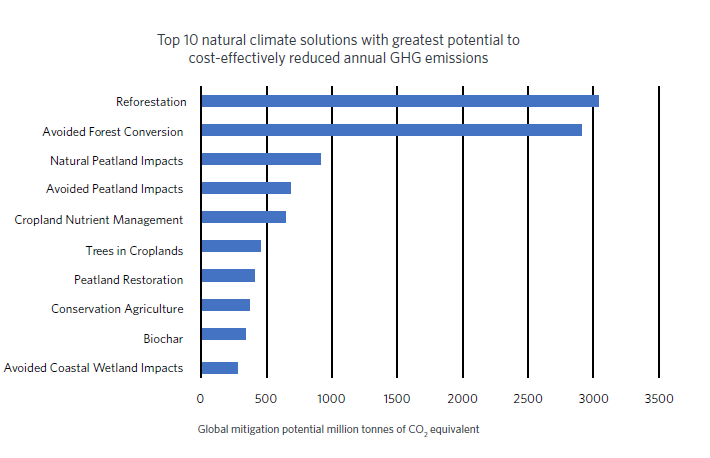 Top 10 natural climate solutions with greatest potential to
cost-effectively reduced annual GHG emissions
Reforestation
Avoided Forest Conversion
Natural Peatland Impacts
Avoided Peatland Impacts
Cropland Nutrient Management
Trees in Croplands
Peatland Restoration
Conservation Agriculture
Biochar
Avoided Coastal Wetland Impacts
0 500 1000 1500 2000 2500 3000 3500
Global mitigation potential million tonnes of CO₂ equivalent